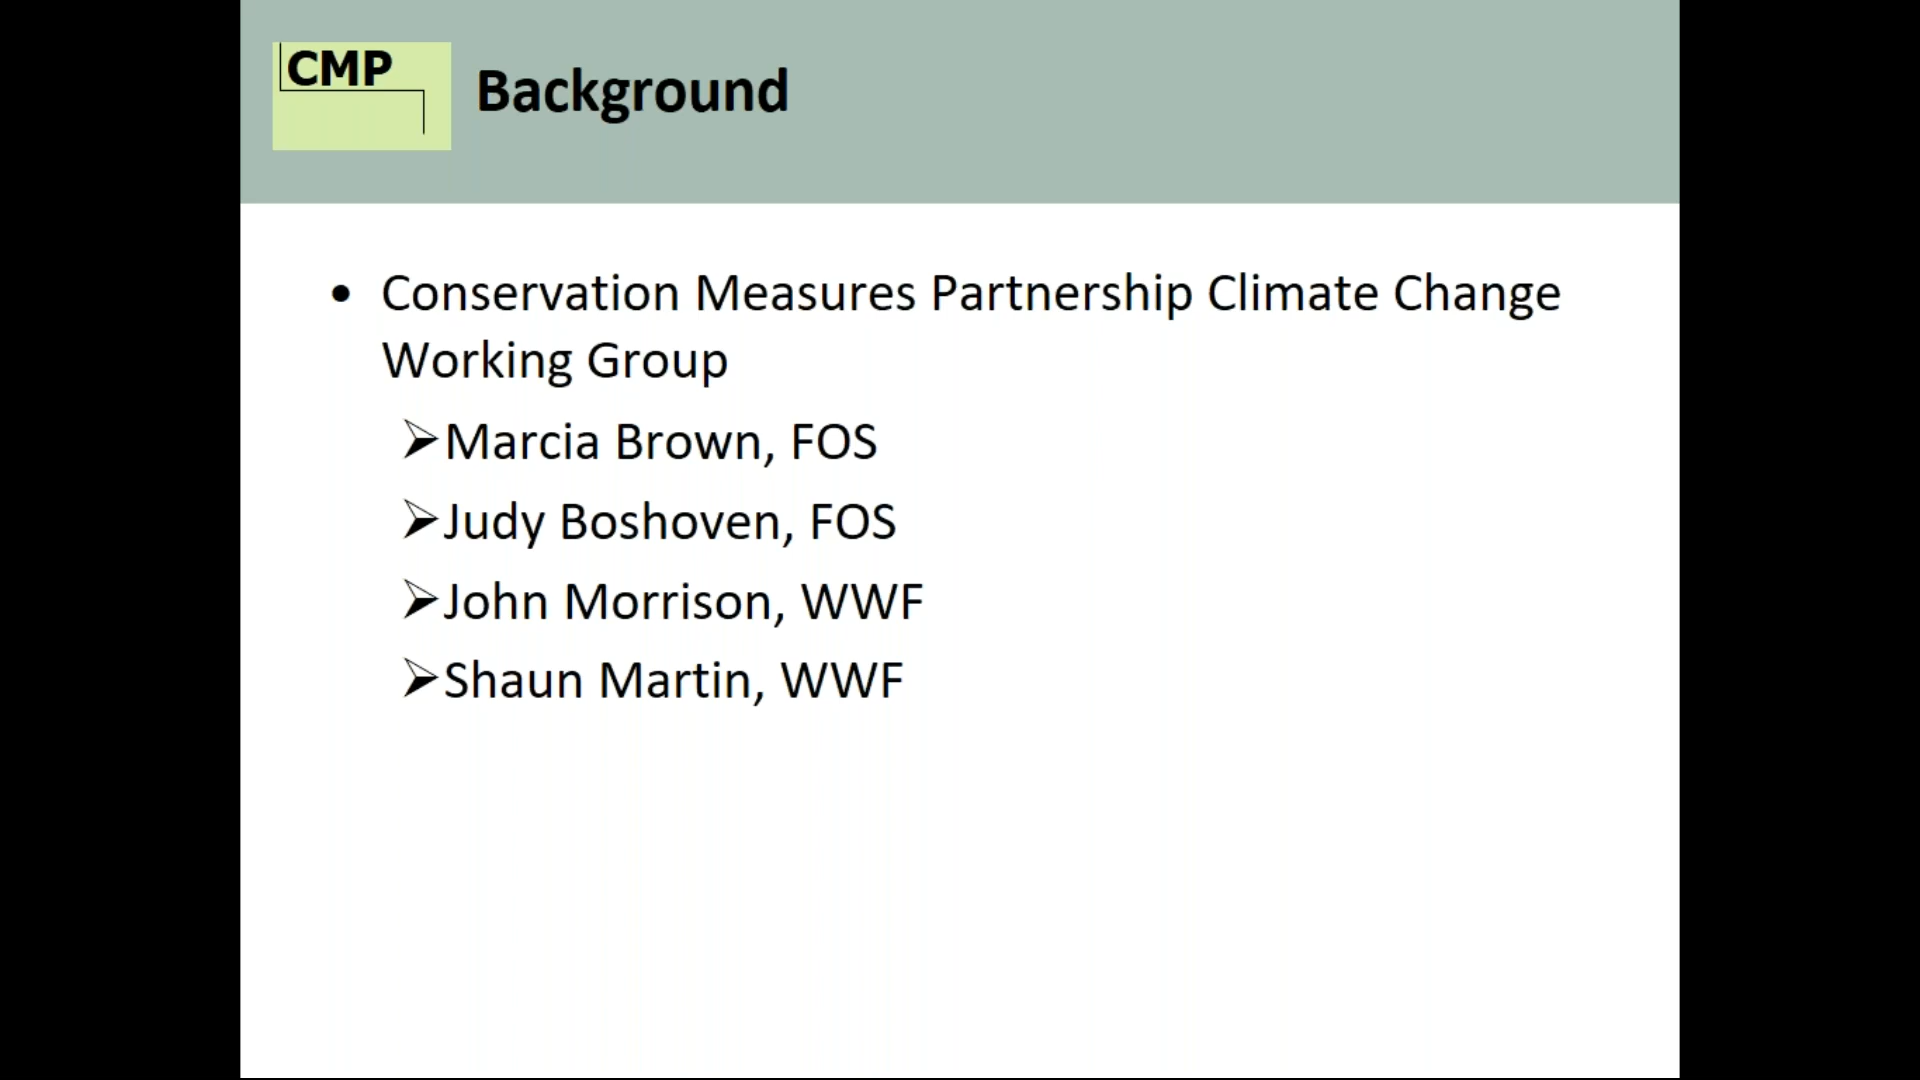 CMP
Background
• Conservation Measures Partnership Climate Change
Working Group
➢Marcia Brown, FOS
➢Judy Boshoven, FOS
➢John Morrison, WWF
➢Shaun Martin, WWF